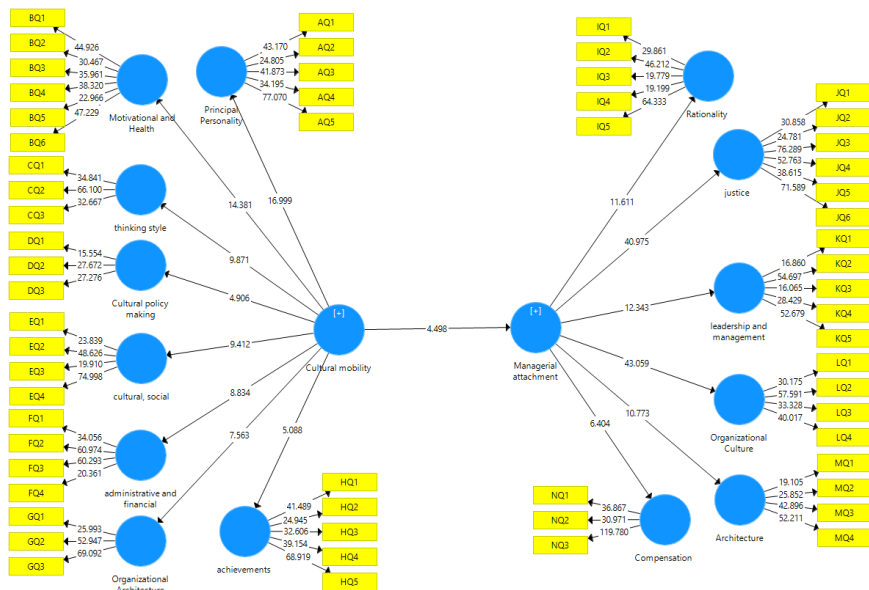 BQ1
BQ2
BQ3
BQ4
BQ5
BQ6
44.926
30.467
35.961
38.320
22.966
47.229
Motivational and
Health
AQ1
AQ2
AQ3
AQ4
AQ5
43.170
24.805
41.873
34.195
77.070
Principal
Personality
CQ1
CQ2
CQ3
34.841
66.100
32.667
thinking style
DQ1
DQ2
DQ3
15.554
27.672
27.276
Cultural policy
making
EQ1
EQ2
EQ3
EQ4
23.839
48.626
19.910
74.998
cultural, social
FQ1
FQ2
FQ3
FQ4
34.056
60.974
60.293
20.361
administrative and
financial
GQ1
GQ2
GQ3
25.993
52.947
69.092
Organizational
Architecture
HQ1
HQ2
HQ3
HQ4
HQ5
41.489
24.945
32.606
39.154
68.919
achievements
14.381
16.999
9.871
4.906
9.412
8.834
7.563
5.088
[+]
Cultural mobility
4.498
[+]
Managerial
attachment
11.611
40.975
12.343
43.059
10.773
6.404
IQ1
IQ2
IQ3
IQ4
IQ5
29.861
46.212
19.779
19.199
64.333
Rationality
JQ1
JQ2
JQ3
JQ4
JQ5
JQ6
30.858
24.781
76.289
52.763
38.615
71.589
justice
KQ1
KQ2
KQ3
KQ4
KQ5
16.860
54.697
16.065
28.429
52.679
leadership and
management
LQ1
LQ2
LQ3
LQ4
30.175
57.591
33.328
40.017
Organizational
Culture
MQ1
MQ2
MQ3
MQ4
19.105
25.852
42.896
52.211
Architecture
NQ1
NQ2
NQ3
36.867
30.971
119.780
Compensation